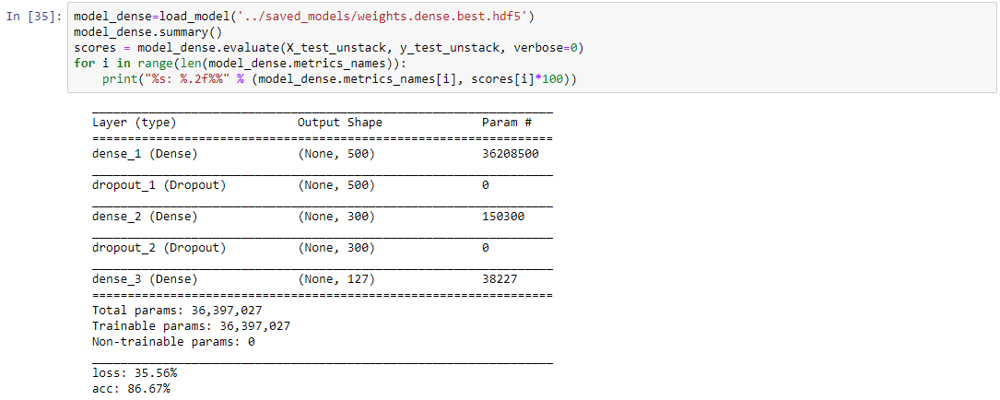 In [35]: model_dense=load_model('../saved_models/weights.dense.best.hdf5')
model_dense.summary()
scores = model_dense.evaluate(X_test_unstack, y_test_unstack, verbose=0)
for i in range(len(model_dense.metrics_names)):
    print("%s: %.2f%%" % (model_dense.metrics_names[i], scores[i]*100))
_________________________________________________________________
Layer (type)                 Output Shape              Param #
=================================================================
dense_1 (Dense)              (None, 500)               36208500
_________________________________________________________________
dropout_1 (Dropout)          (None, 500)               0
_________________________________________________________________
dense_2 (Dense)              (None, 300)               150300
_________________________________________________________________
dropout_2 (Dropout)          (None, 300)               0
_________________________________________________________________
dense_3 (Dense)              (None, 127)               38227
=================================================================
Total params: 36,397,027
Trainable params: 36,397,027
Non-trainable params: 0
_________________________________________________________________
loss: 35.56%
acc: 86.67%